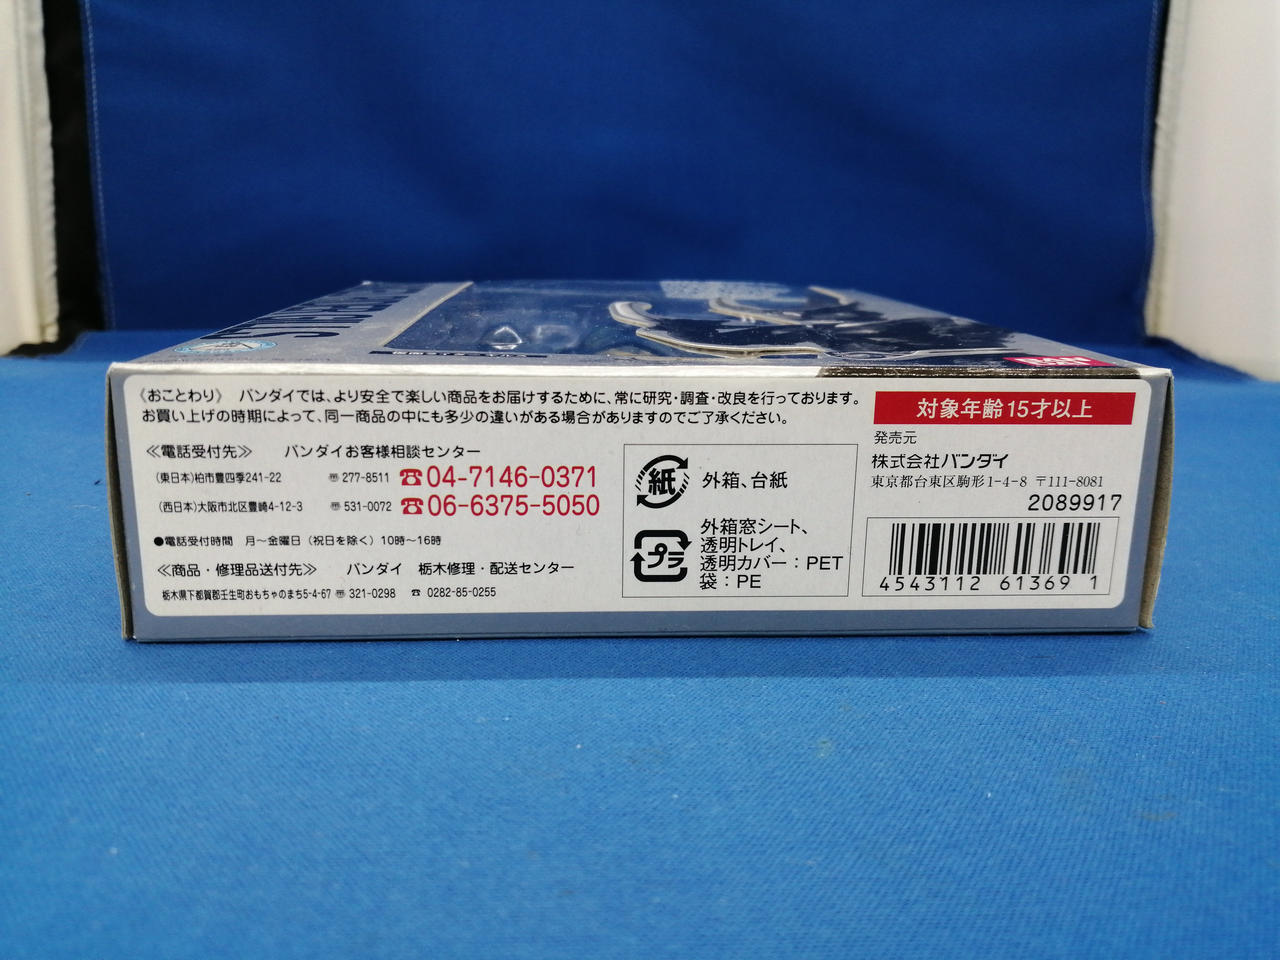 《おことわり》 バンダイでは、より安全で楽しい商品をお届けするために、常に研究・調査・改良を行っております。
お買い上げの時期によって、同一商品の中にも多少の違いがある場合がありますのでご了承ください。
≪電話受付先≫ バンダイお客様相談センター
(東日本)柏市豊四季241-22 〠277-8511 ☎04-7146-0371
(西日本)大阪市北区豊崎4-12-3 〠531-0072 ☎06-6375-5050
●電話受付時間 月〜金曜日（祝日を除く）10時〜16時
≪商品・修理品送付先≫ バンダイ 栃木修理・配送センター
栃木県下都賀郡壬生町おもちゃのまち5-4-67 〠321-0298 ☎ 0282-85-0255
紙 外箱、台紙
プラ 外箱窓シート、
透明トレイ、
透明カバー：PET
袋：PE
対象年齢15才以上
発売元
株式会社バンダイ
東京都台東区駒形1-4-8 〒111-8081
2089917
4543112 61369 1